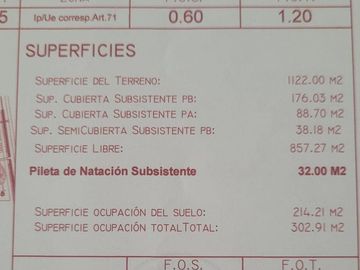 5 Ip/Ue corresp.Art.71 0.60 1.20
SUPERFICIES
SUPERFICIE DEL TERRENO: 1122.00 M2
SUP. CUBIERTA SUBSISTENTE PB: 176.03 M2
SUP. CUBIERTA SUBSISTENTE PA: 88.70 M2
SUP. SEMICUBIERTA SUBSISTENTE PB: 38.18 M2
SUPERFICIE LIBRE: 857.27 M2
Pileta de Natación Subsistente 32.00 M2
SUPERFICIE OCUPACIÓN DEL SUELO: 214.21 M2
SUPERFICIE OCUPACIÓN TOTALTOTAL: 302.91 M2
F.O.S. F.O.T.